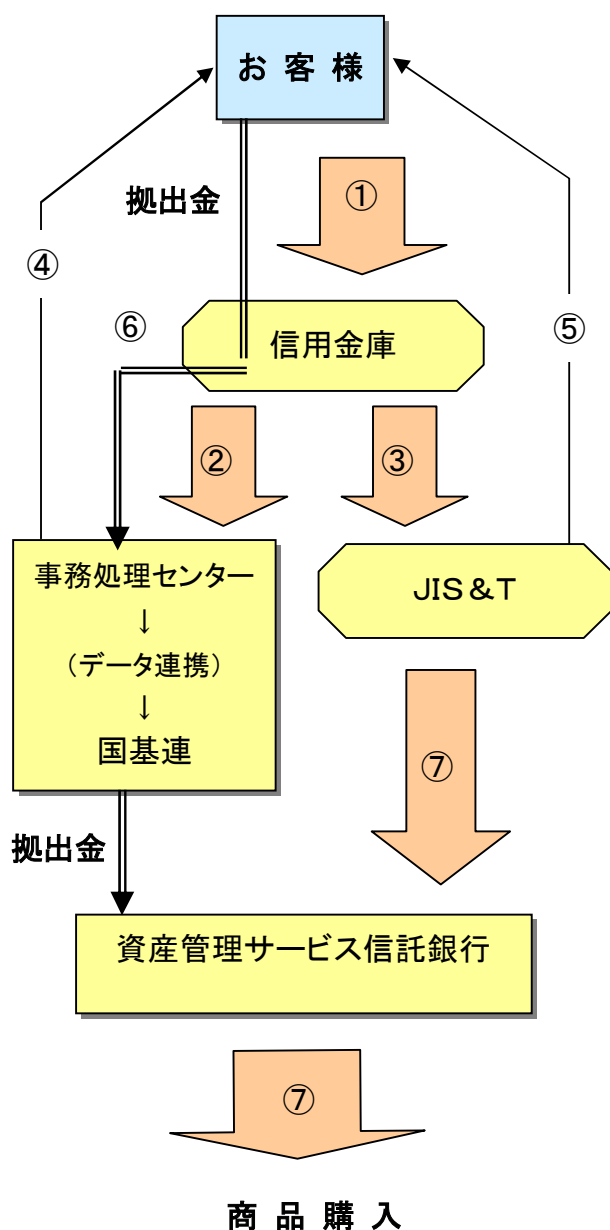 お 客 様
拠出金
①
④
⑤
⑥
信用金庫
②
③
事務処理センター
↓
（データ連携）
↓
国基連
JIS＆T
⑦
拠出金
資産管理サービス信託銀行
⑦
商 品 購 入